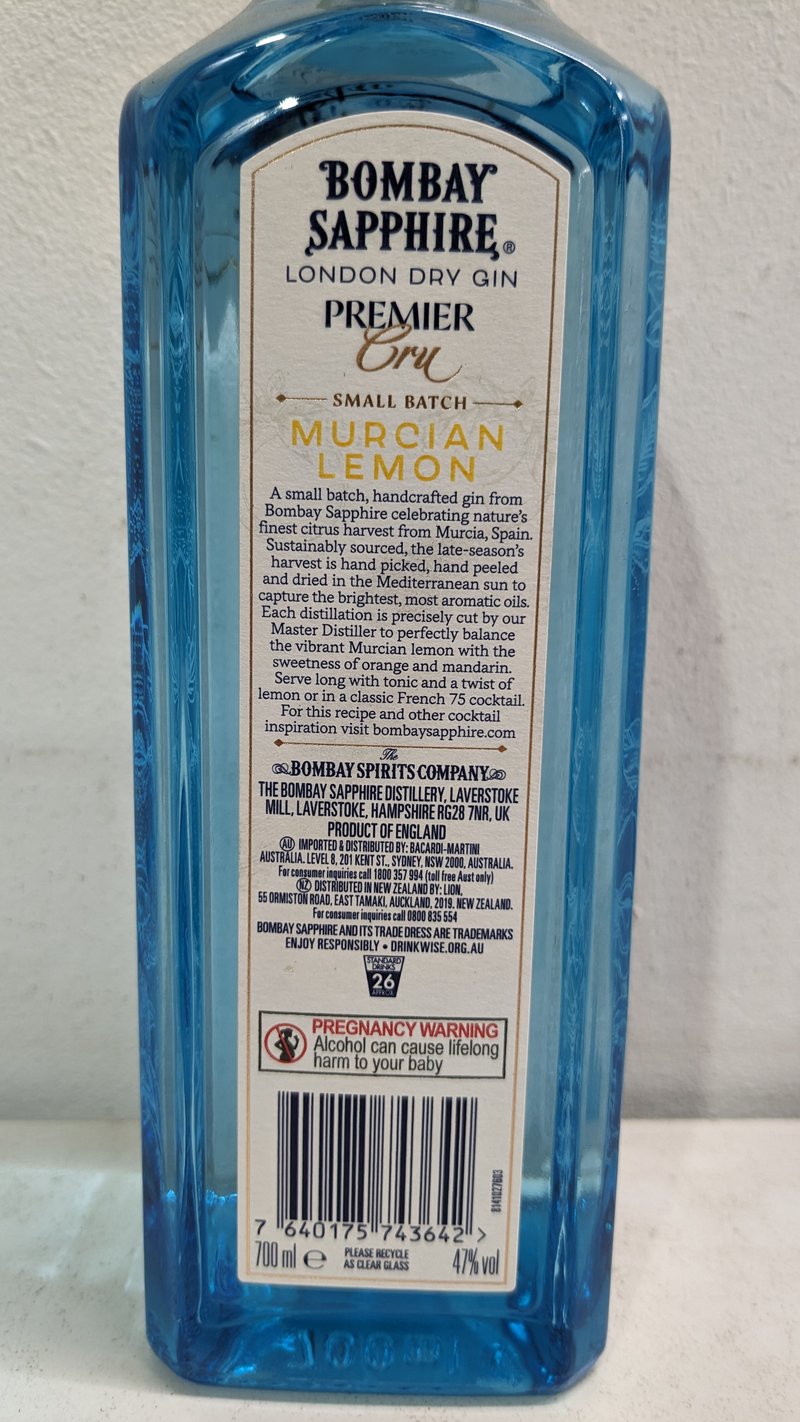 BOMBAY
SAPPHIRE®
LONDON DRY GIN
PREMIER
Cru
SMALL BATCH
MURCIAN
LEMON
A small batch, handcrafted gin from
Bombay Sapphire celebrating nature's
finest citrus harvest from Murcia, Spain.
Sustainably sourced, the late-season's
harvest is hand picked, hand peeled
and dried in the Mediterranean sun to
capture the brightest, most aromatic oils.
Each distillation is precisely cut by our
Master Distiller to perfectly balance
the vibrant Murcian lemon with the
sweetness of orange and mandarin.
Serve long with tonic and a twist of
lemon or in a classic French 75 cocktail.
For this recipe and other cocktail
inspiration visit bombaysapphire.com
The
BOMBAY SPIRITS COMPANY
THE BOMBAY SAPPHIRE DISTILLERY, LAVERSTOKE
MILL, LAVERSTOKE, HAMPSHIRE RG28 7NR, UK
PRODUCT OF ENGLAND
AU IMPORTED & DISTRIBUTED BY: BACARDI-MARTINI
AUSTRALIA. LEVEL 8, 201 KENT ST., SYDNEY, NSW 2000, AUSTRALIA.
For consumer inquiries call 1800 357 994 (toll free Aust only)
NZ DISTRIBUTED IN NEW ZEALAND BY: LION,
55 ORMISTON ROAD, EAST TAMAKI, AUCKLAND, 2019. NEW ZEALAND.
For consumer inquiries call 0800 835 554
BOMBAY SAPPHIRE AND ITS TRADE DRESS ARE TRADEMARKS
ENJOY RESPONSIBLY • DRINKWISE.ORG.AU
STANDARD
DRINKS
26
APPROX
PREGNANCY WARNING
Alcohol can cause lifelong
harm to your baby
8141027603
7 640175 743642 >
700 ml e PLEASE RECYCLE
AS CLEAR GLASS
47% vol
700 ml